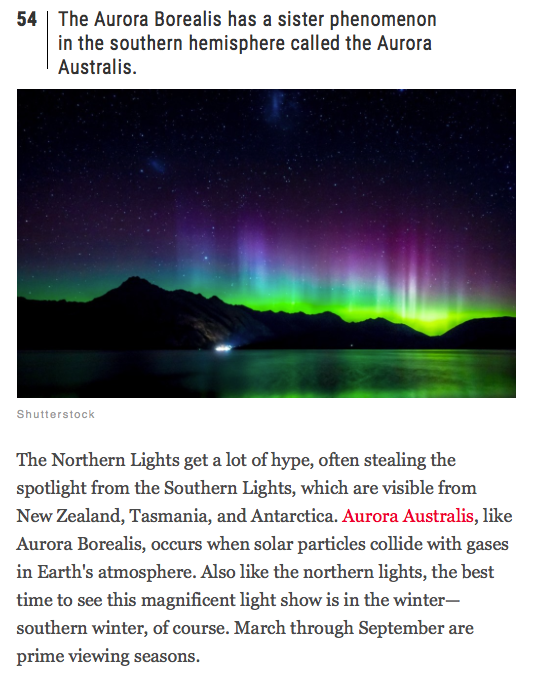 54
The Aurora Borealis has a sister phenomenon
in the southern hemisphere called the Aurora
Australis.
Shutterstock
The Northern Lights get a lot of hype, often stealing the
spotlight from the Southern Lights, which are visible from
New Zealand, Tasmania, and Antarctica. Aurora Australis, like
Aurora Borealis, occurs when solar particles collide with gases
in Earth's atmosphere. Also like the northern lights, the best
time to see this magnificent light show is in the winter—
southern winter, of course. March through September are
prime viewing seasons.